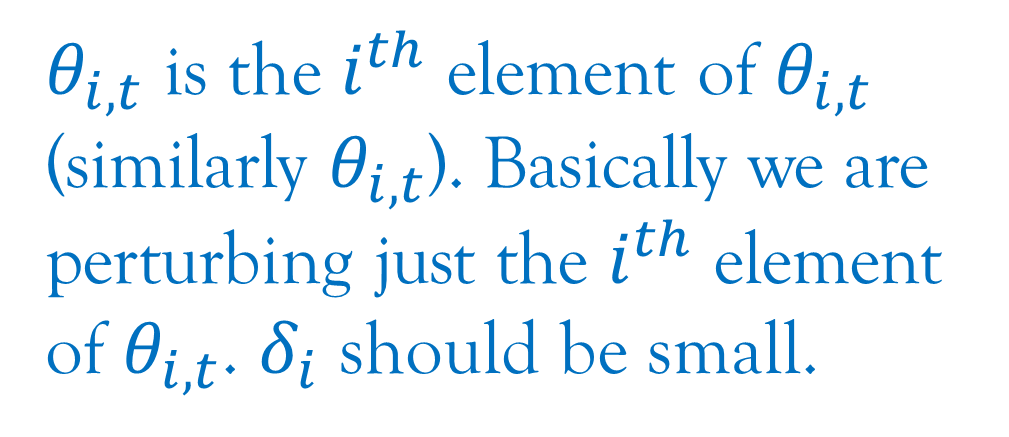 θ_{i,t} is the i^{th} element of θ_{i,t}
(similarly θ_{i,t}). Basically we are
perturbing just the i^{th} element
of θ_{i,t}. δ_i should be small.